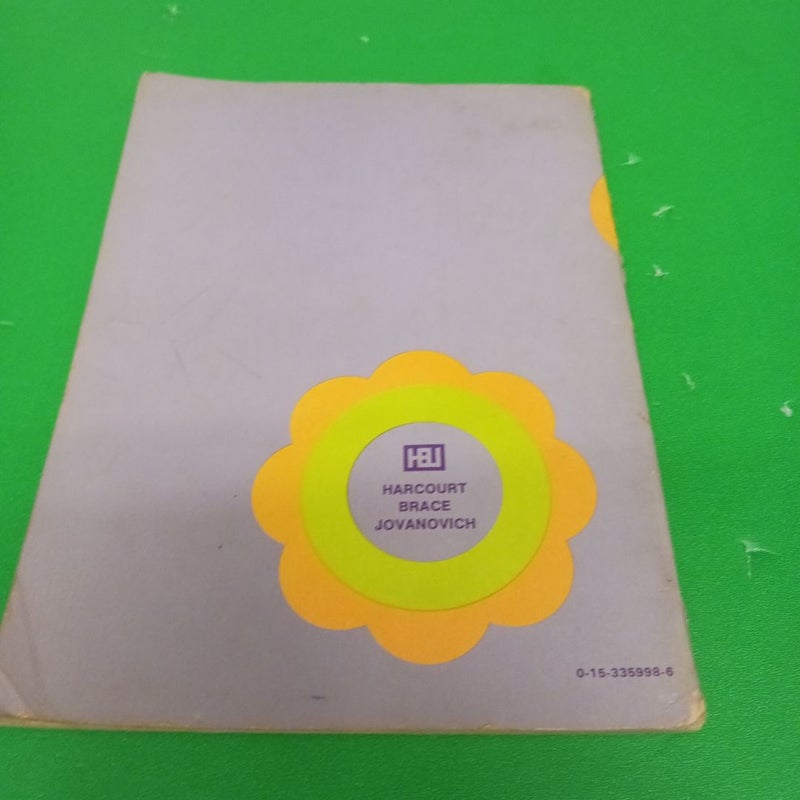 HBJ
HARCOURT
BRACE
JOVANOVICH
0-15-335998-6